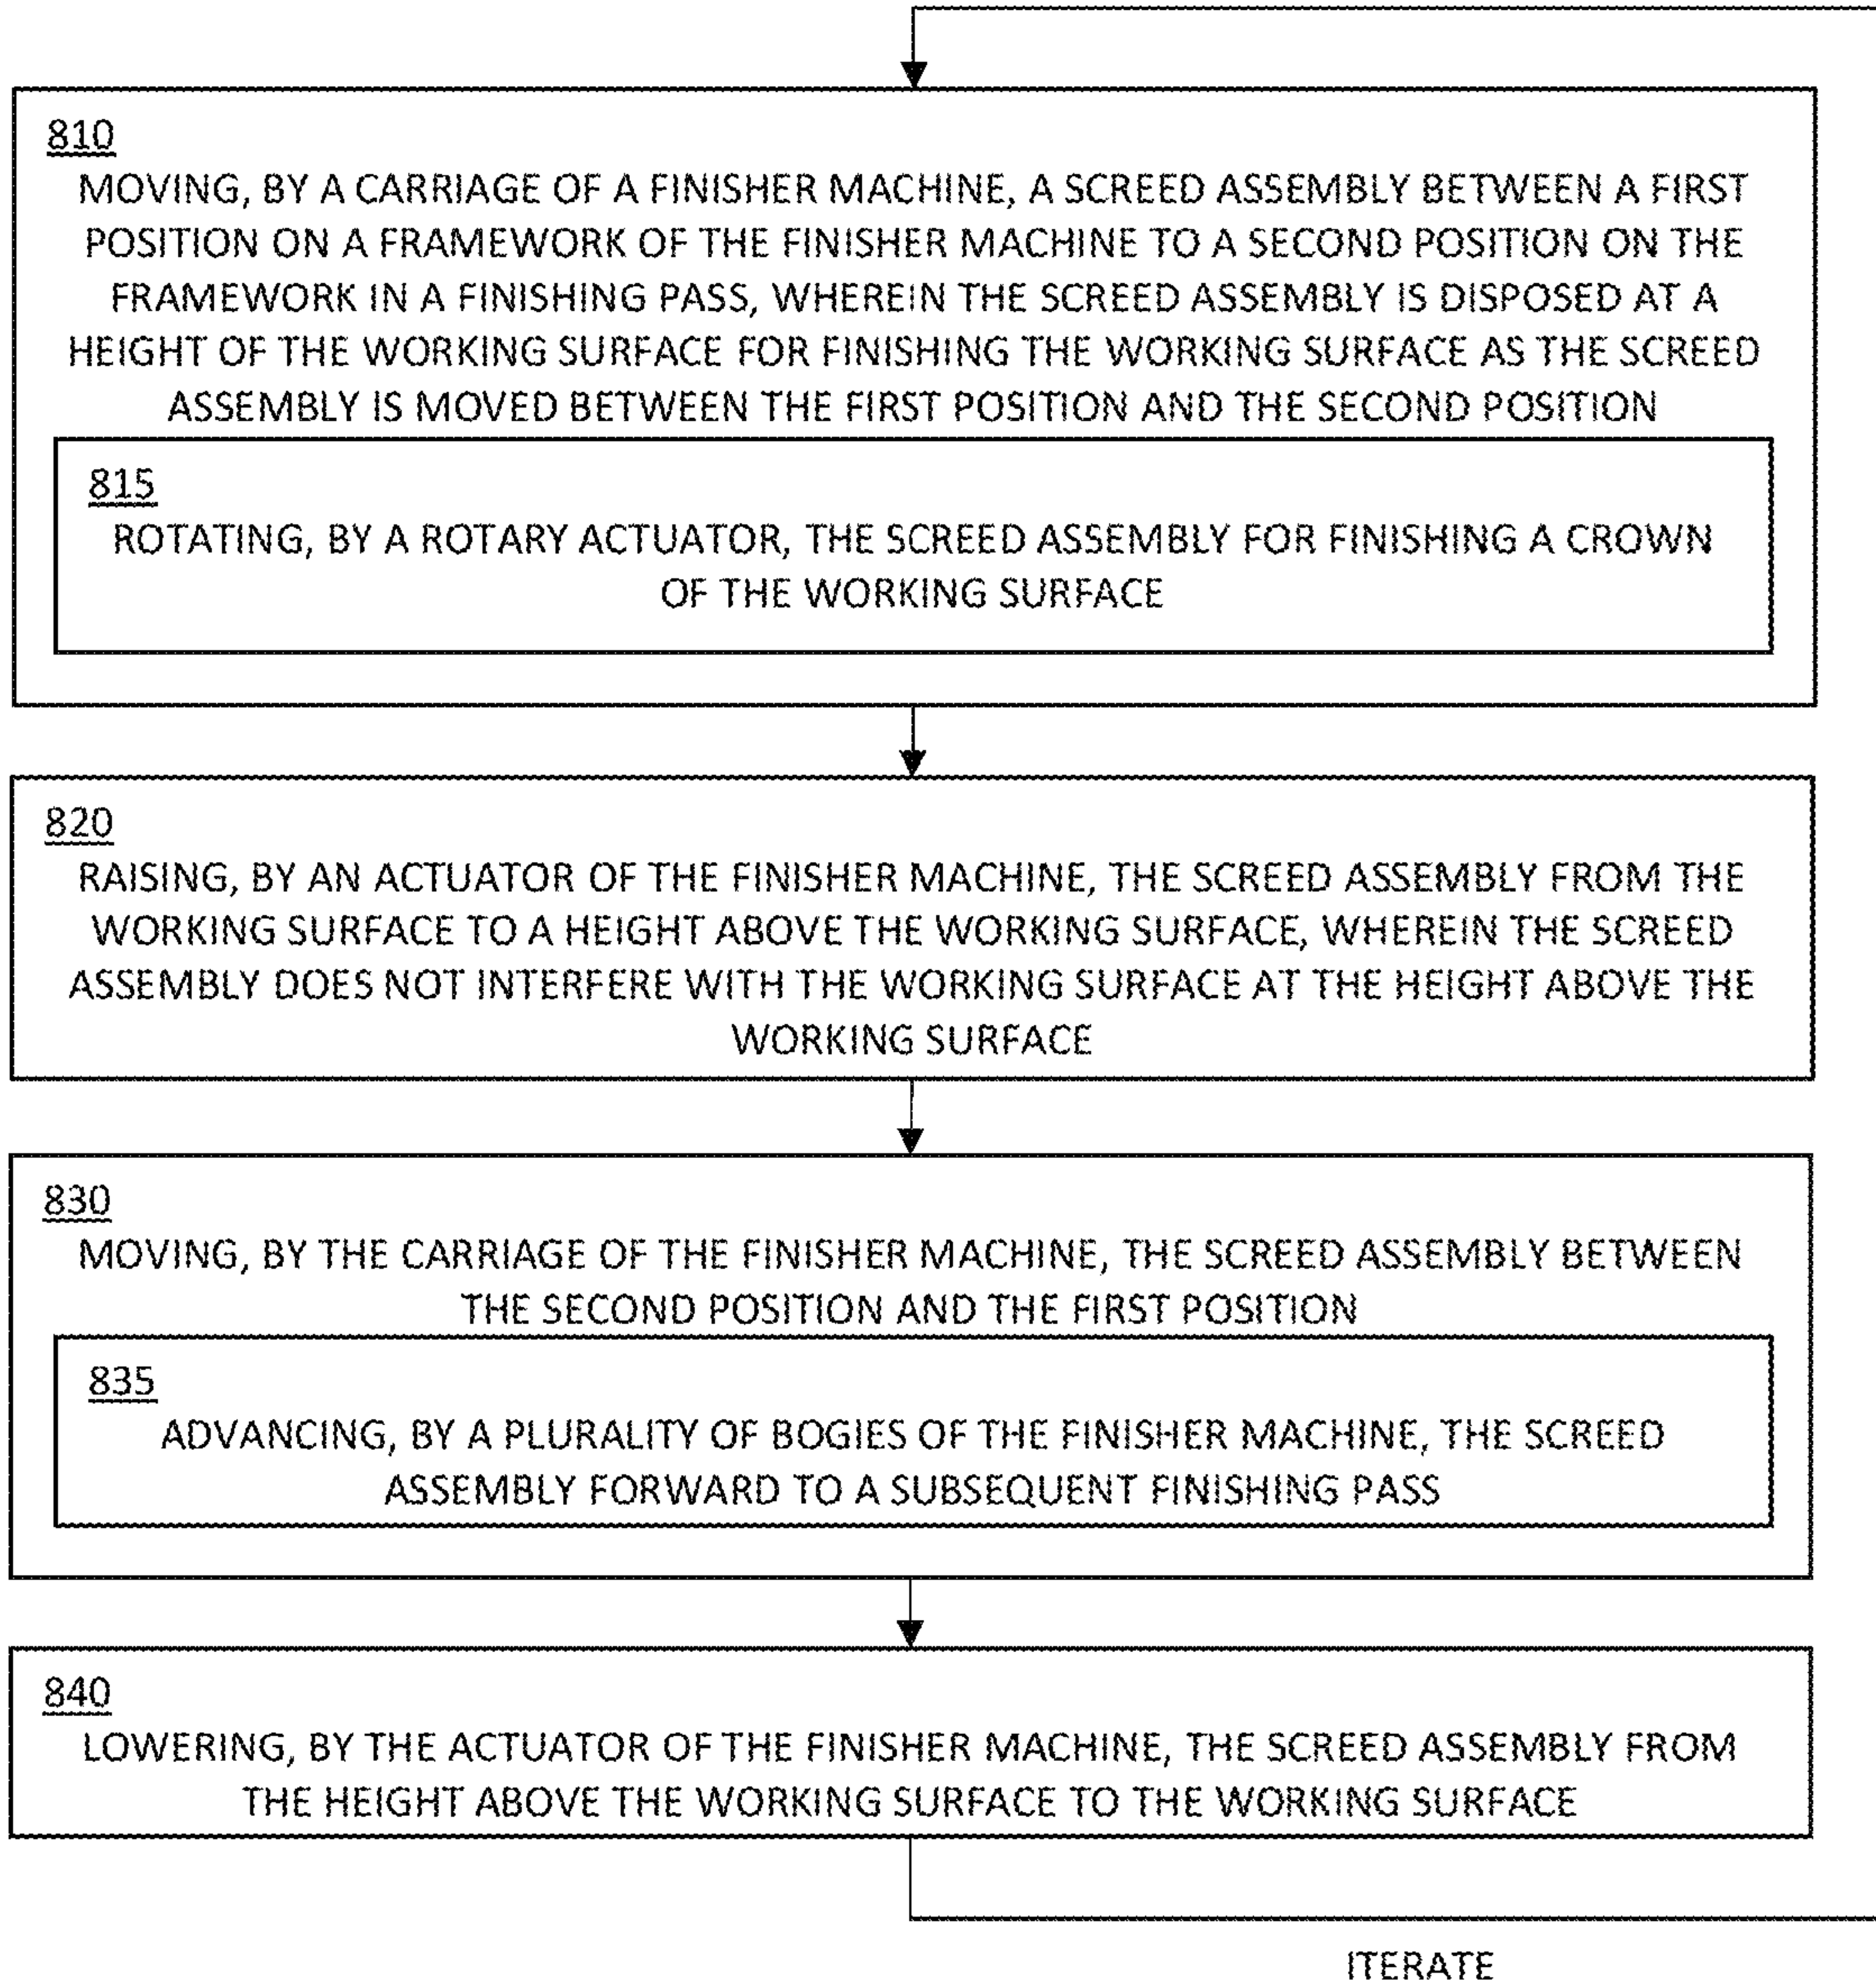 810
MOVING, BY A CARRIAGE OF A FINISHER MACHINE, A SCREED ASSEMBLY BETWEEN A FIRST
POSITION ON A FRAMEWORK OF THE FINISHER MACHINE TO A SECOND POSITION ON THE
FRAMEWORK IN A FINISHING PASS, WHEREIN THE SCREED ASSEMBLY IS DISPOSED AT A
HEIGHT OF THE WORKING SURFACE FOR FINISHING THE WORKING SURFACE AS THE SCREED
ASSEMBLY IS MOVED BETWEEN THE FIRST POSITION AND THE SECOND POSITION
815
ROTATING, BY A ROTARY ACTUATOR, THE SCREED ASSEMBLY FOR FINISHING A CROWN
OF THE WORKING SURFACE
820
RAISING, BY AN ACTUATOR OF THE FINISHER MACHINE, THE SCREED ASSEMBLY FROM THE
WORKING SURFACE TO A HEIGHT ABOVE THE WORKING SURFACE, WHEREIN THE SCREED
ASSEMBLY DOES NOT INTERFERE WITH THE WORKING SURFACE AT THE HEIGHT ABOVE THE
WORKING SURFACE
830
MOVING, BY THE CARRIAGE OF THE FINISHER MACHINE, THE SCREED ASSEMBLY BETWEEN
THE SECOND POSITION AND THE FIRST POSITION
835
ADVANCING, BY A PLURALITY OF BOGIES OF THE FINISHER MACHINE, THE SCREED
ASSEMBLY FORWARD TO A SUBSEQUENT FINISHING PASS
840
LOWERING, BY THE ACTUATOR OF THE FINISHER MACHINE, THE SCREED ASSEMBLY FROM
THE HEIGHT ABOVE THE WORKING SURFACE TO THE WORKING SURFACE
ITERATE